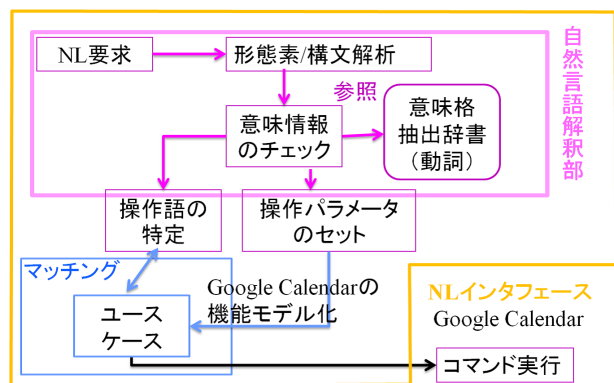 NL要求
形態素/構文解析
参照
意味情報
のチェック
意味格
抽出辞書
（動詞）
自然言語解釈部
操作語の
特定
操作パラメータ
のセット
マッチング
ユース
ケース
Google Calendarの
機能モデル化
NLインタフェース
Google Calendar
コマンド実行